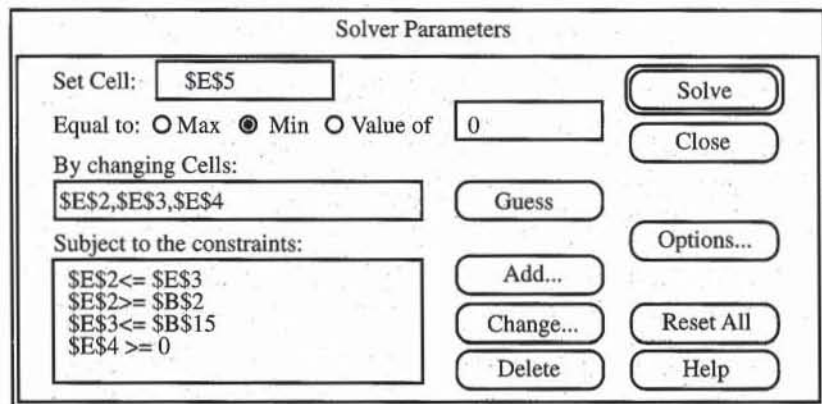 Solver Parameters
Set Cell: $E$5
Solve
Equal to: Max Min Value of 0
Close
By changing Cells:
$E$2,$E$3,$E$4
Guess
Subject to the constraints:
Options...
$E$2<= $E$3
$E$2>= $B$2
$E$3<= $B$15
$E$4 >= 0
Add...
Change...
Reset All
Delete
Help